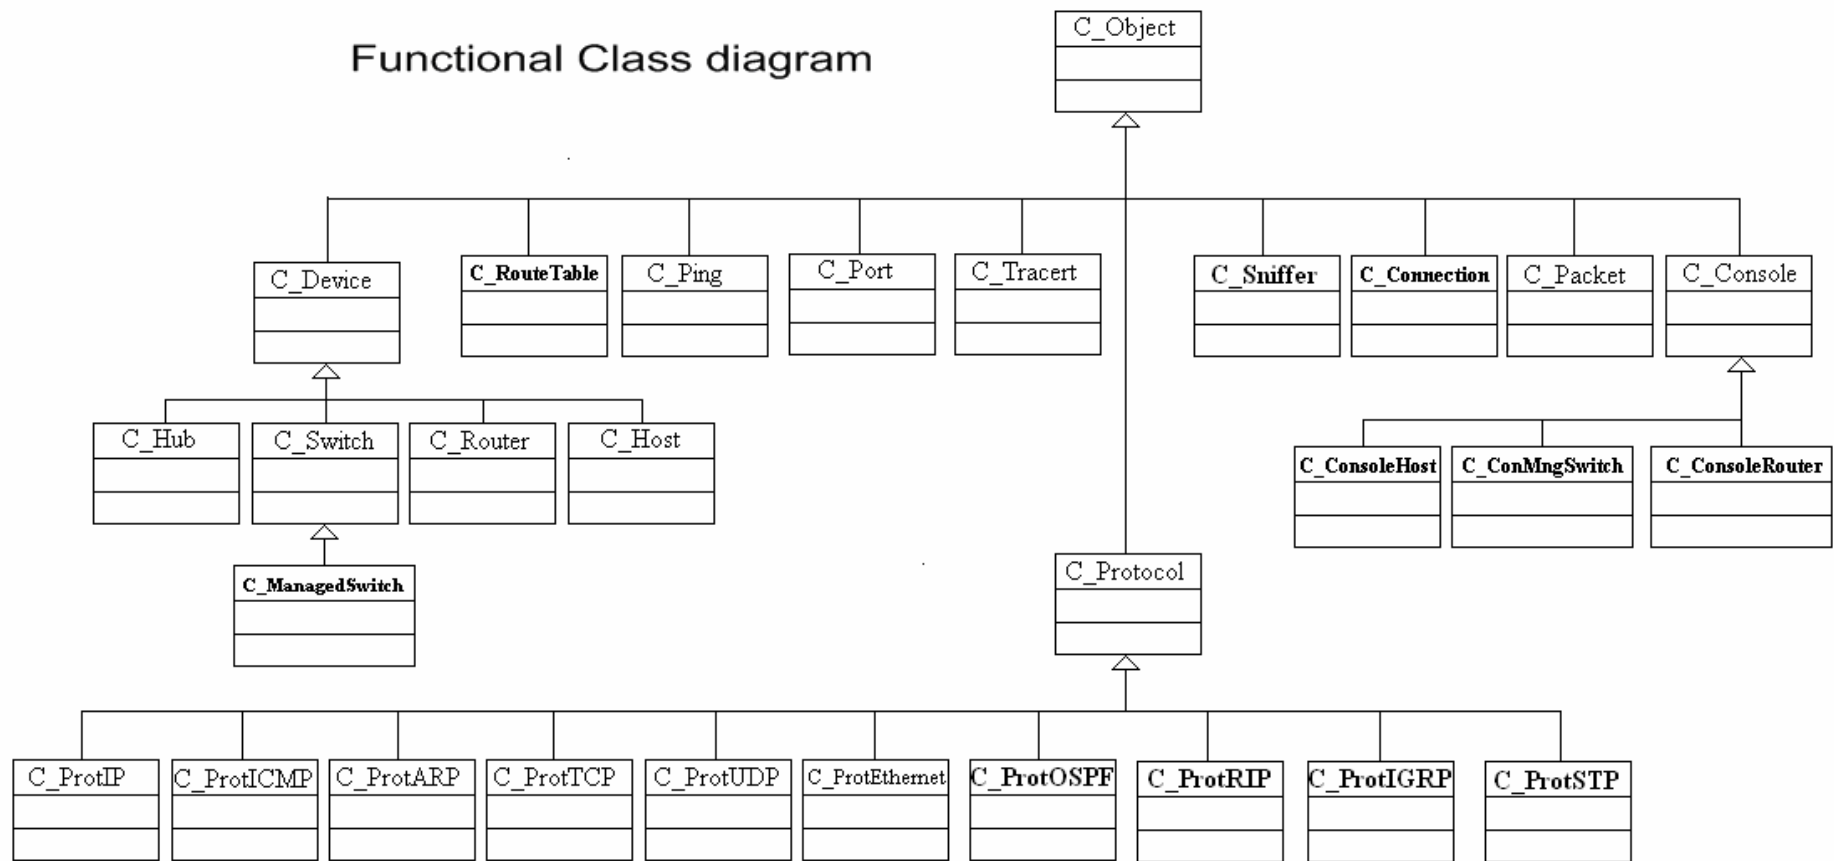 C_Object
Functional Class diagram
C_Device
C_RouteTable
C_Ping
C_Port
C_Tracert
C_Sniffer
C_Connection
C_Packet
C_Console
C_Hub
C_Switch
C_Router
C_Host
C_ConsoleHost
C_ConMngSwitch
C_ConsoleRouter
C_ManagedSwitch
C_Protocol
C_ProtIP
C_ProtICMP
C_ProtARP
C_ProtTCP
C_ProtUDP
C_ProtEthernet
C_ProtOSPF
C_ProtRIP
C_ProtIGRP
C_ProtSTP